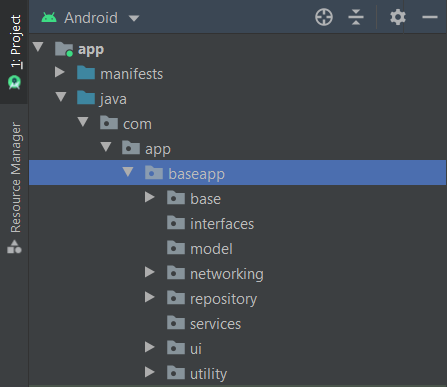 Android
1: Project
Resource Manager
app
manifests
java
com
app
baseapp
base
interfaces
model
networking
repository
services
ui
utility